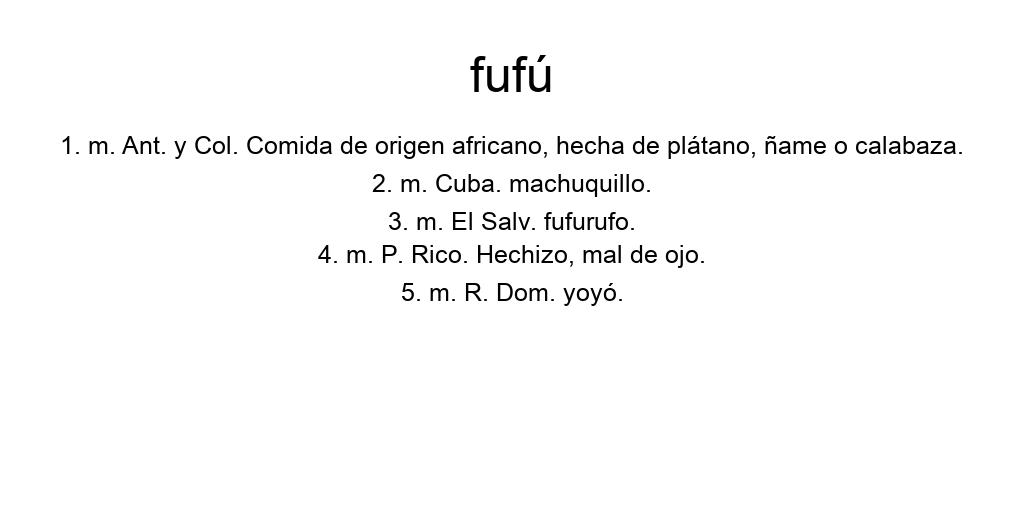 fufú
1. m. Ant. y Col. Comida de origen africano, hecha de plátano, ñame o calabaza.
2. m. Cuba. machuquillo.
3. m. El Salv. fufurufo.
4. m. P. Rico. Hechizo, mal de ojo.
5. m. R. Dom. yoyó.